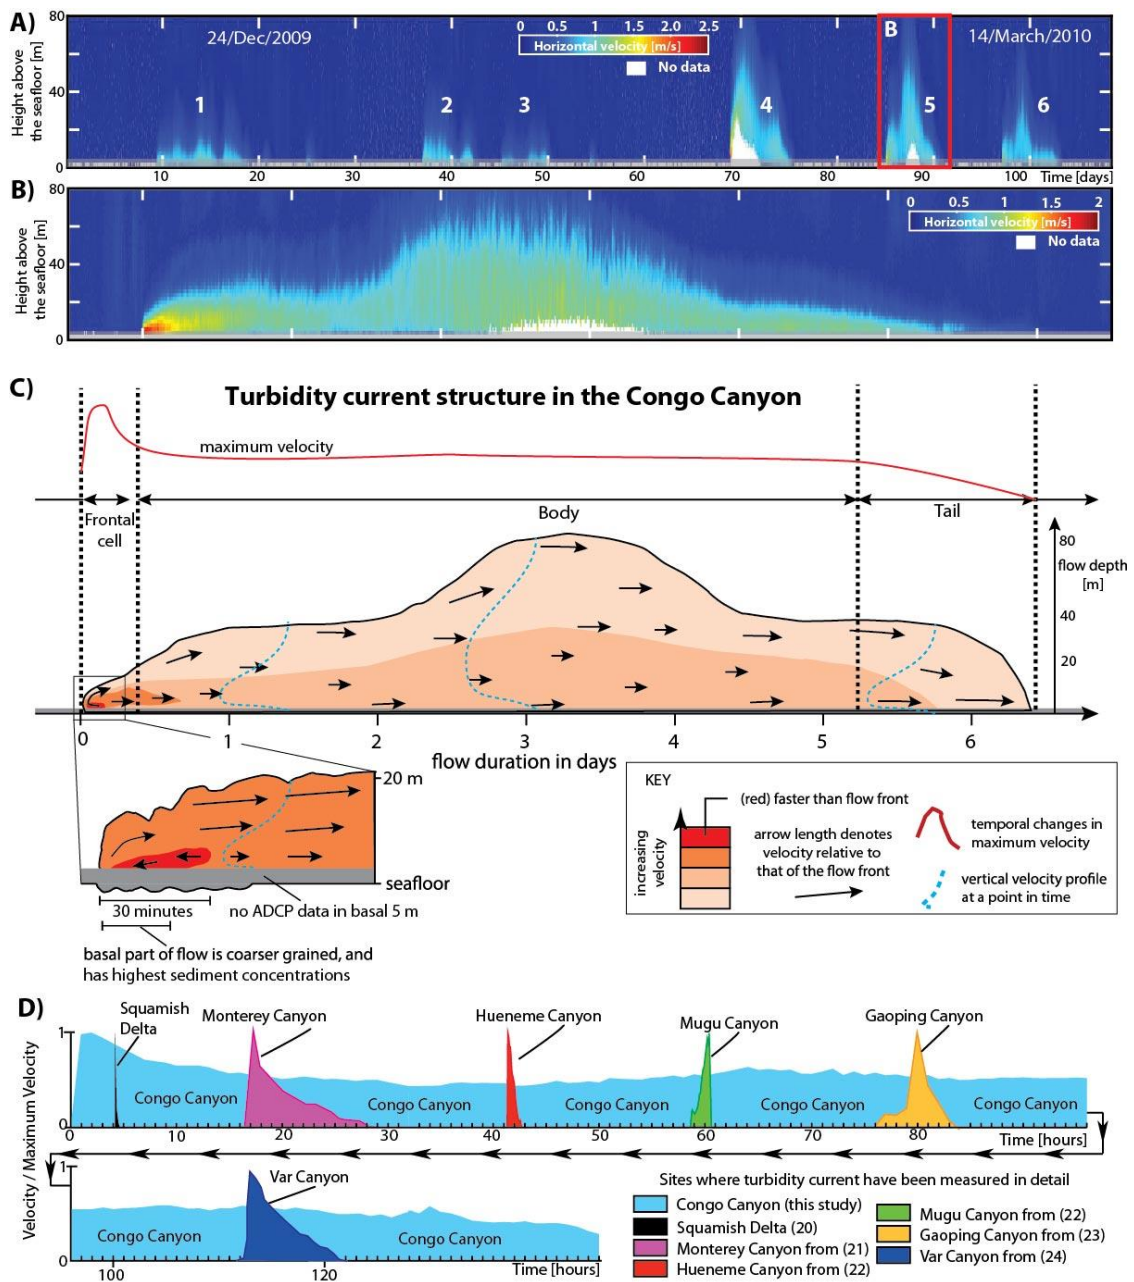 A)
80
40
0
Height above
the seafloor [m]
24/Dec/2009
0 0.5 1 1.5 2.0 2.5
Horizontal velocity [m/s]
No data
B
14/March/2010
1 2 3 4 5 6
10 20 30 40 50 60 70 80 90 100 Time [days]
B)
80
40
0
Height above
the seafloor [m]
0 0.5 1 1.5 2
Horizontal velocity [m/s]
No data
C)
Turbidity current structure in the Congo Canyon
maximum velocity
Frontal
cell
Body
Tail
80
flow depth
[m]
40
20
0 1 2 3 4 5 6
flow duration in days
20 m
seafloor
30 minutes
no ADCP data in basal 5 m
basal part of flow is coarser grained, and
has highest sediment concentrations
KEY
(red) faster than flow front
increasing
velocity
arrow length denotes
velocity relative to
that of the flow front
temporal changes in
maximum velocity
vertical velocity profile
at a point in time
D)
Velocity / Maximum Velocity
1
0
Squamish
Delta
Monterey Canyon
Hueneme Canyon
Mugu Canyon
Gaoping Canyon
Congo Canyon
Congo Canyon
Congo Canyon
Congo Canyon
Congo Canyon
0 10 20 30 40 50 60 70 80 Time [hours]
1
0
Var Canyon
Congo Canyon
Congo Canyon
100 120 Time [hours]
Sites where turbidity current have been measured in detail
Congo Canyon (this study)
Squamish Delta (20)
Monterey Canyon from (21)
Hueneme Canyon from (22)
Mugu Canyon from (22)
Gaoping Canyon from (23)
Var Canyon from (24)